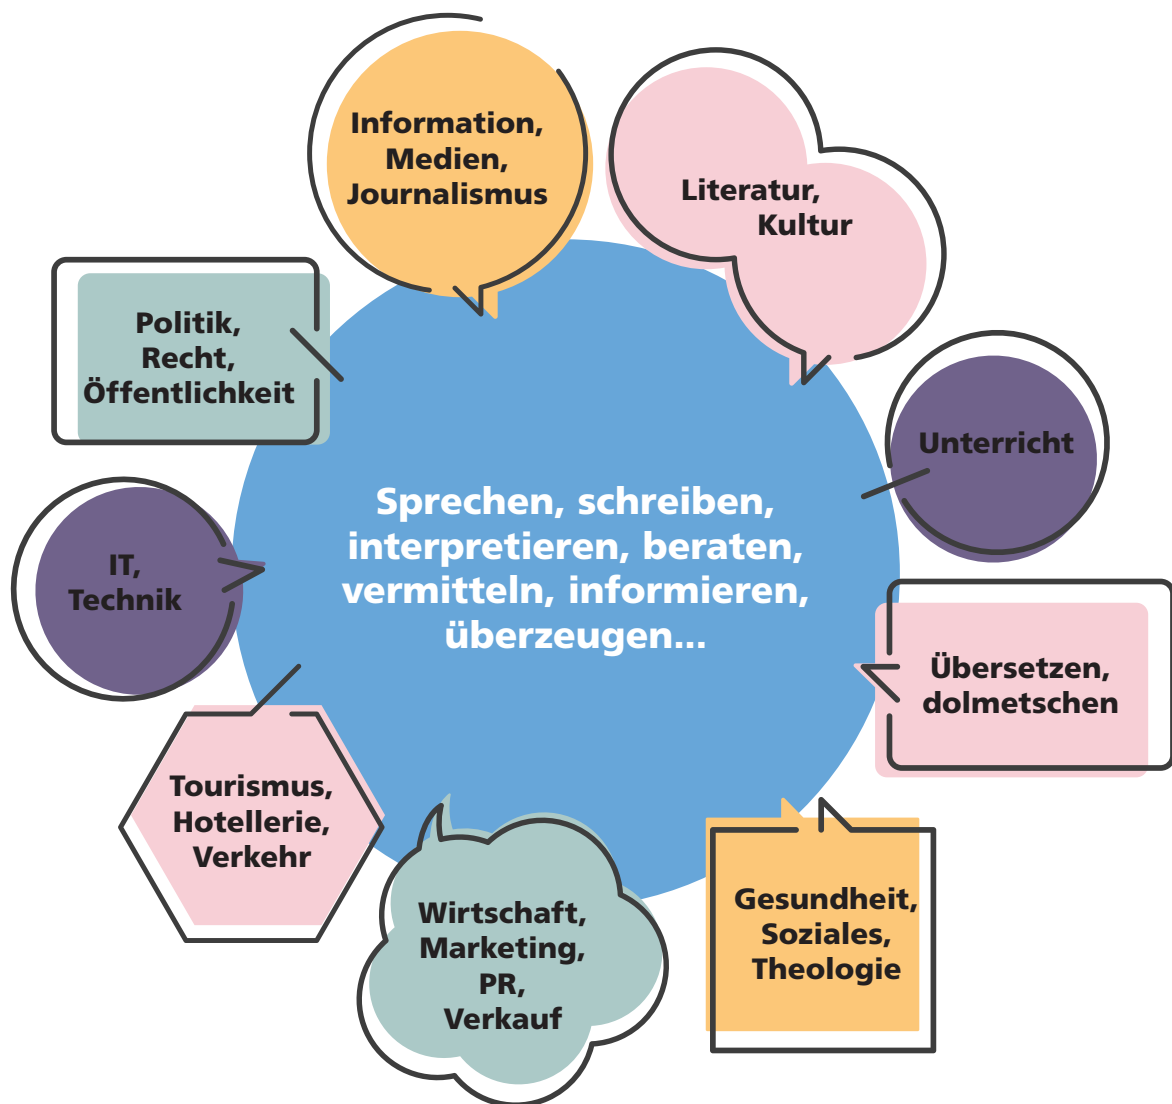 Information,
Medien,
Journalismus
Literatur,
Kultur
Politik,
Recht,
Öffentlichkeit
Unterricht
Sprechen, schreiben,
interpretieren, beraten,
vermitteln, informieren,
überzeugen...
IT,
Technik
Übersetzen,
dolmetschen
Tourismus,
Hotellerie,
Verkehr
Wirtschaft,
Marketing,
PR,
Verkauf
Gesundheit,
Soziales,
Theologie